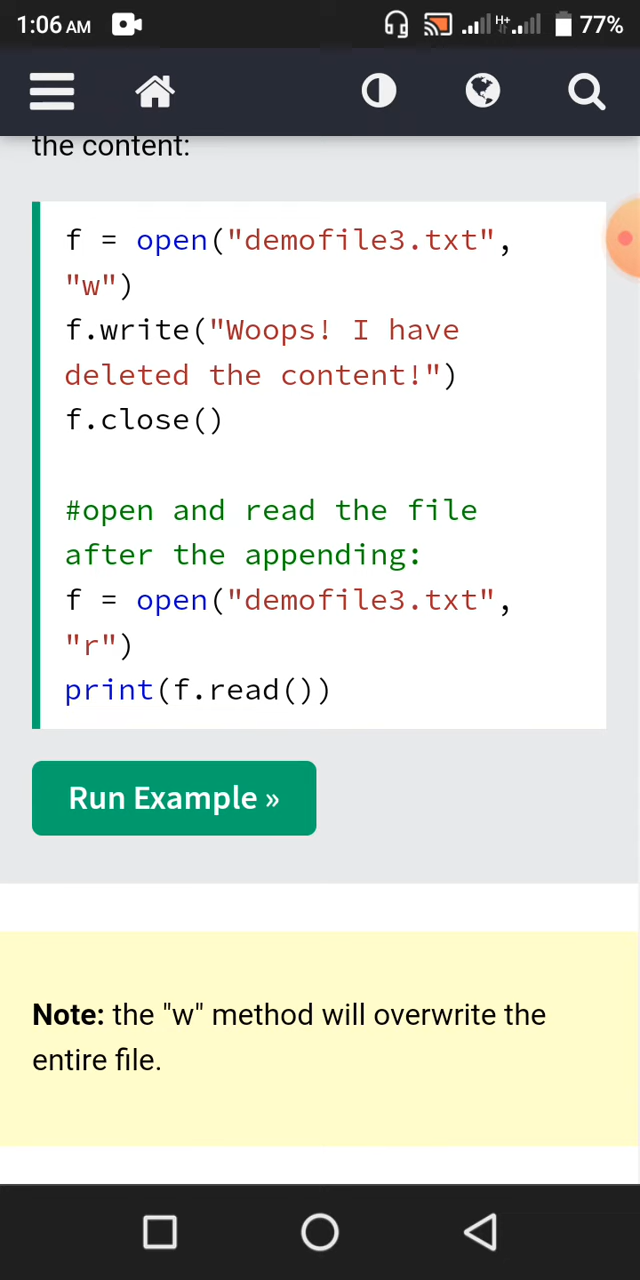 1:06 AM H+ 77%
the content:
f = open("demofile3.txt",
"w")
f.write("Woops! I have
deleted the content!")
f.close()
#open and read the file
after the appending:
f = open("demofile3.txt",
"r")
print(f.read())
Run Example »
Note: the "w" method will overwrite the
entire file.